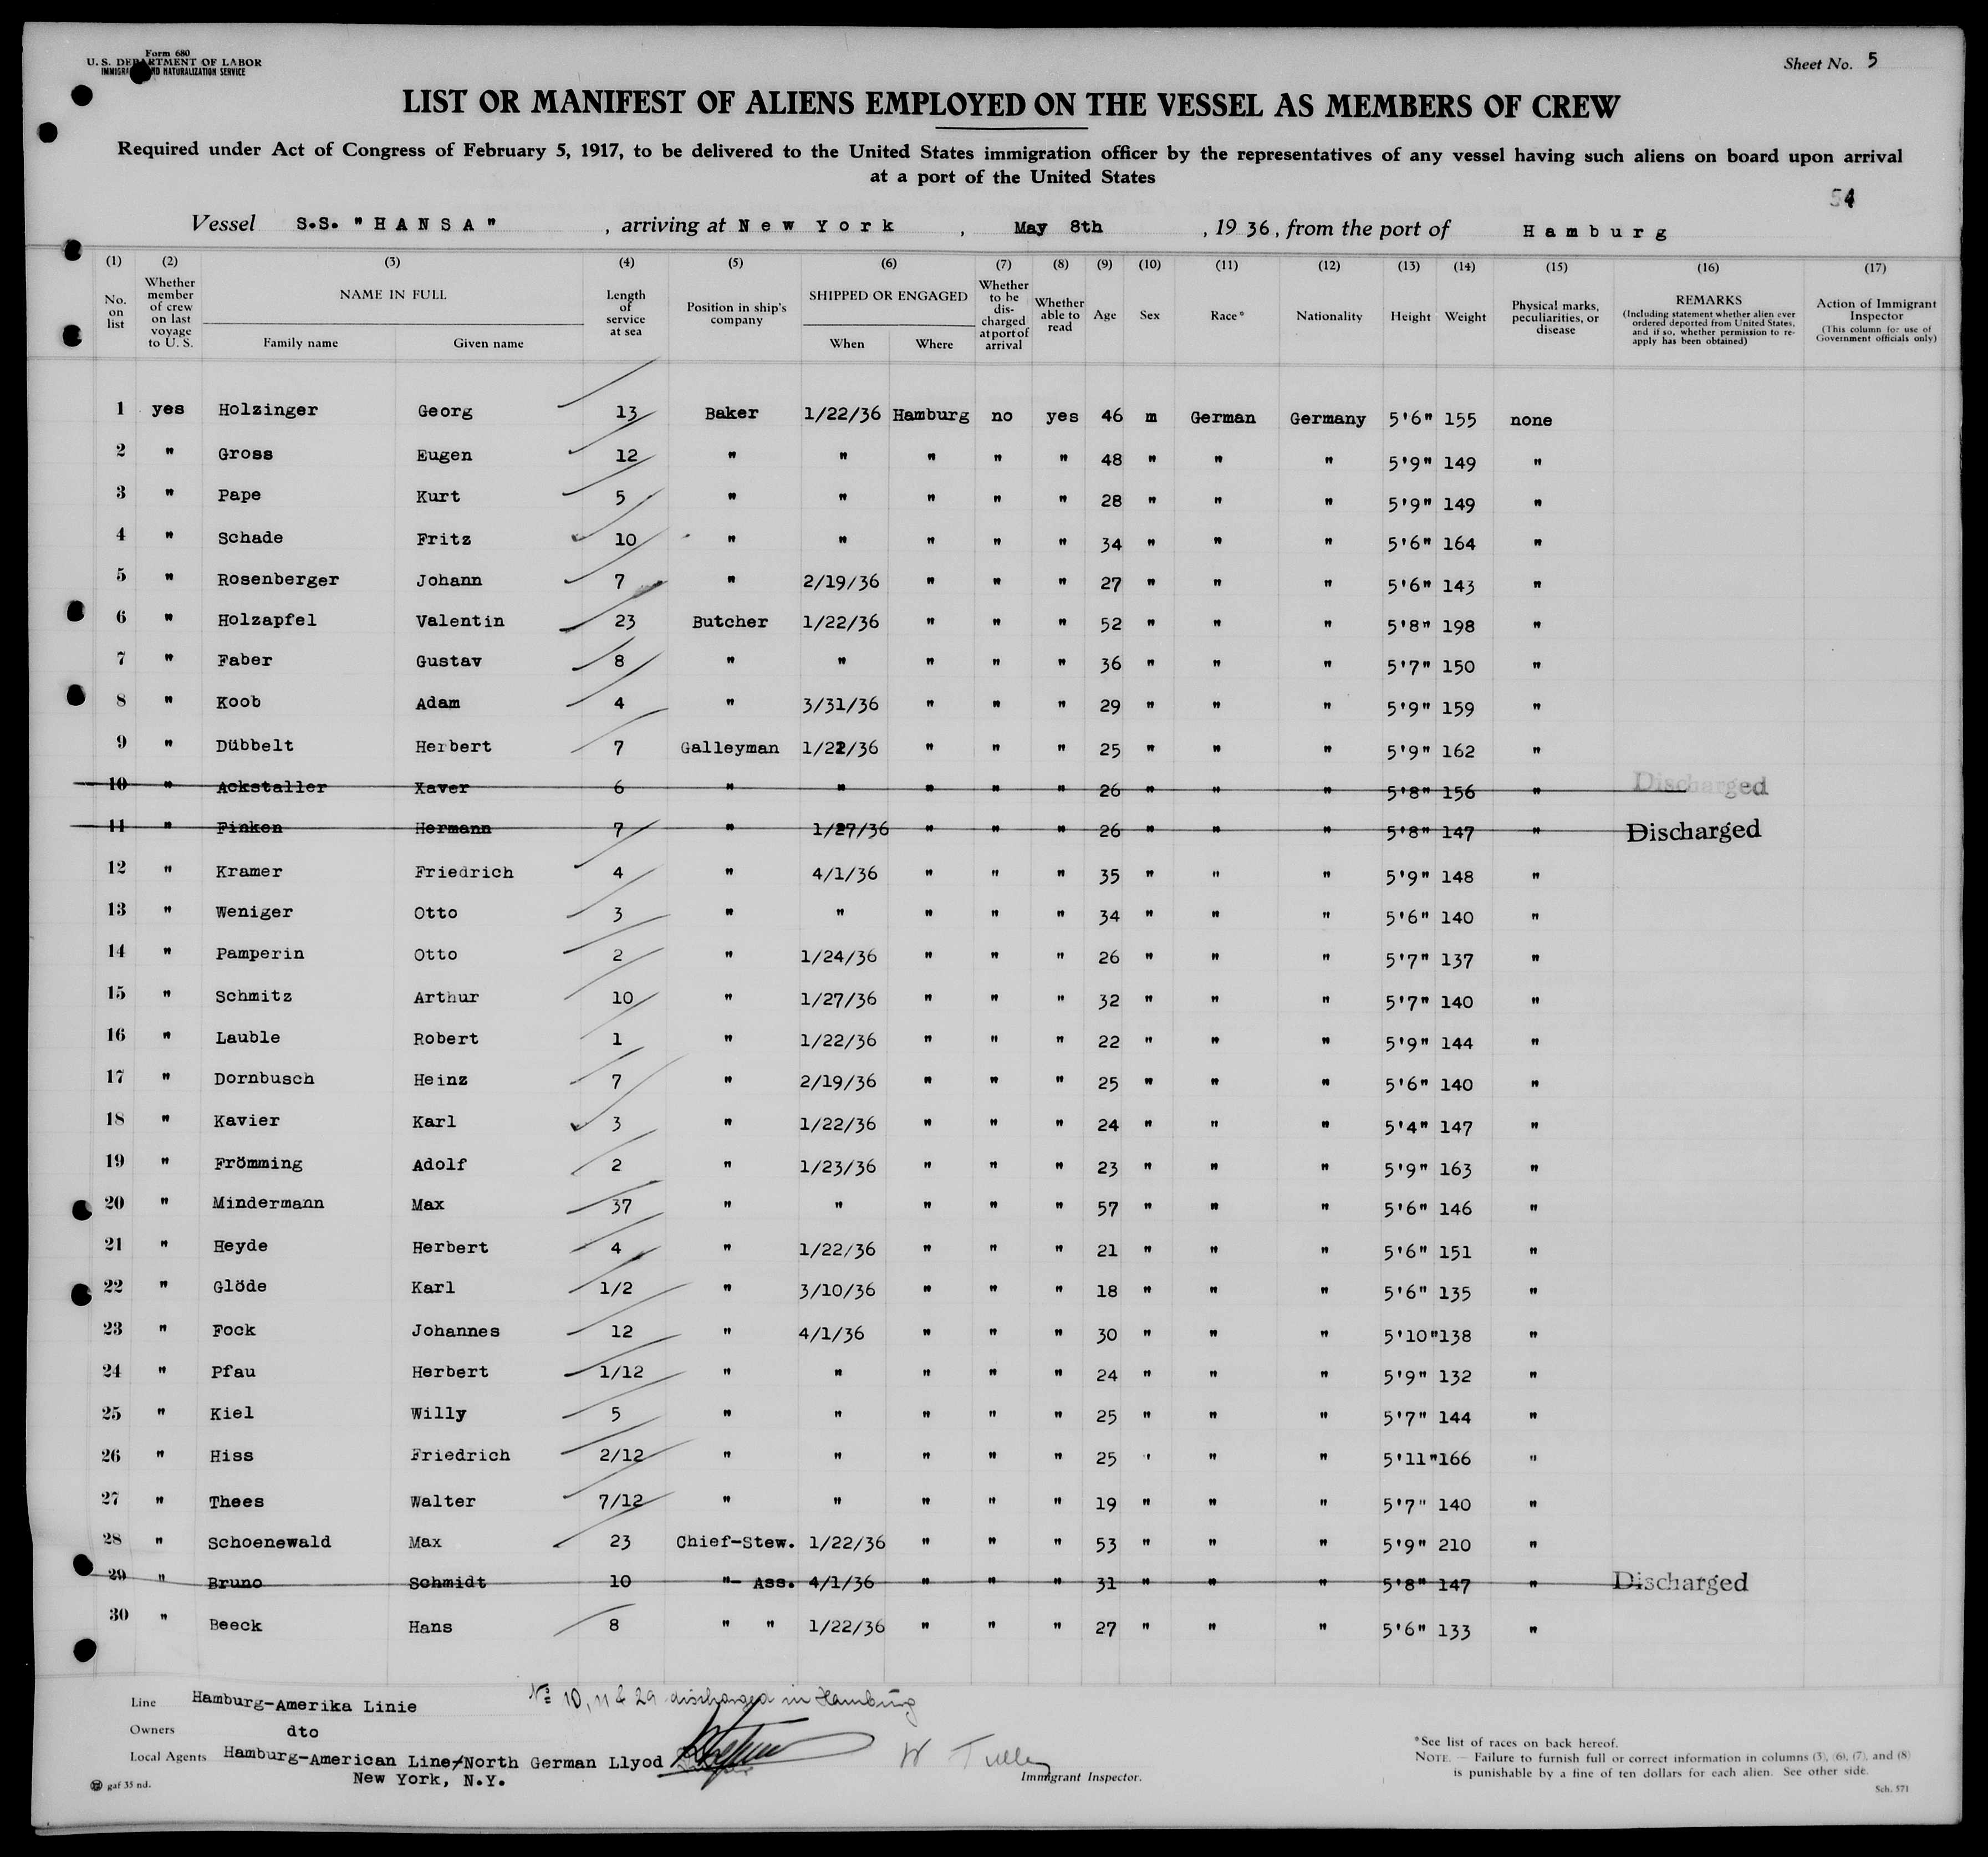 Form 680
U. S. DEPARTMENT OF LABOR
IMMIGRATION AND NATURALIZATION SERVICE
Sheet No. 5
LIST OR MANIFEST OF ALIENS EMPLOYED ON THE VESSEL AS MEMBERS OF CREW
Required under Act of Congress of February 5, 1917, to be delivered to the United States immigration officer by the representatives of any vessel having such aliens on board upon arrival
at a port of the United States
54
Vessel S.S. "HANSA" , arriving at New York , May 8th , 1936, from the port of Hamburg
(1) (2) (3) (4) (5) (6) (7) (8) (9) (10) (11) (12) (13) (14) (15) (16) (17)
No. on list
Whether member of crew on last voyage to U. S.
NAME IN FULL
Family name Given name
Length of service at sea
Position in ship's company
SHIPPED OR ENGAGED
When Where
Whether to be discharged at port of arrival
Whether able to read
Age
Sex
Race*
Nationality
Height
Weight
Physical marks, peculiarities, or disease
REMARKS
(Including statement whether alien ever ordered deported from United States, and if so, whether permission to re-apply has been obtained)
Action of Immigrant Inspector
(This column for use of Government officials only)
1 yes Holzinger Georg 13 Baker 1/22/36 Hamburg no yes 46 m German Germany 5'6" 155 none
2 " Gross Eugen 12 " " " " " 48 " " " 5'9" 149 "
3 " Pape Kurt 5 " " " " " 28 " " " 5'9" 149 "
4 " Schade Fritz 10 " " " " " 34 " " " 5'6" 164 "
5 " Rosenberger Johann 7 " 2/19/36 " " " 27 " " " 5'6" 143 "
6 " Holzapfel Valentin 23 Butcher 1/22/36 " " " 52 " " " 5'8" 198 "
7 " Faber Gustav 8 " " " " " 36 " " " 5'7" 150 "
8 " Koob Adam 4 " 3/31/36 " " " 29 " " " 5'9" 159 "
9 " Dübbelt Herbert 7 Galleyman 1/22/36 " " " 25 " " " 5'9" 162 "
10 " Ackstaller Xaver 6 " " " " " 26 " " " 5'8" 156 " Discharged
11 " Finken Hermann 7 " 1/27/36 " " " 26 " " " 5'8" 147 " Discharged
12 " Kramer Friedrich 4 " 4/1/36 " " " 35 " " " 5'9" 148 "
13 " Weniger Otto 3 " " " " " 34 " " " 5'6" 140 "
14 " Pamperin Otto 2 " 1/24/36 " " " 26 " " " 5'7" 137 "
15 " Schmitz Arthur 10 " 1/27/36 " " " 32 " " " 5'7" 140 "
16 " Lauble Robert 1 " 1/22/36 " " " 22 " " " 5'9" 144 "
17 " Dornbusch Heinz 7 " 2/19/36 " " " 25 " " " 5'6" 140 "
18 " Kavier Karl 3 " 1/22/36 " " " 24 " " " 5'4" 147 "
19 " Frömming Adolf 2 " 1/23/36 " " " 23 " " " 5'9" 163 "
20 " Mindermann Max 37 " " " " " 57 " " " 5'6" 146 "
21 " Heyde Herbert 4 " 1/22/36 " " " 21 " " " 5'6" 151 "
22 " Glöde Karl 1/2 " 3/10/36 " " " 18 " " " 5'6" 135 "
23 " Fock Johannes 12 " 4/1/36 " " " 30 " " " 5'10" 138 "
24 " Pfau Herbert 1/12 " " " " " 24 " " " 5'9" 132 "
25 " Kiel Willy 5 " " " " " 25 " " " 5'7" 144 "
26 " Hiss Friedrich 2/12 " " " " " 25 " " " 5'11" 166 "
27 " Thees Walter 7/12 " " " " " 19 " " " 5'7" 140 "
28 " Schoenewald Max 23 Chief-Stew. 1/22/36 " " " 53 " " " 5'9" 210 "
29 " Bruno Schmidt 10 "- Ass. 4/1/36 " " " 31 " " " 5'8" 147 " Discharged
30 " Beeck Hans 8 " " 1/22/36 " " " 27 " " " 5'6" 133 "
Line Hamburg-Amerika Linie
Nos 10, 11 & 29 discharged in Hamburg
Owners dto
Local Agents Hamburg-American Line/North German Llyod
New York, N.Y.
gaf 35 nd.
W Tulley
Immigrant Inspector.
*See list of races on back hereof.
NOTE. — Failure to furnish full or correct information in columns (3), (6), (7), and (8)
is punishable by a fine of ten dollars for each alien. See other side.
Sch. 571